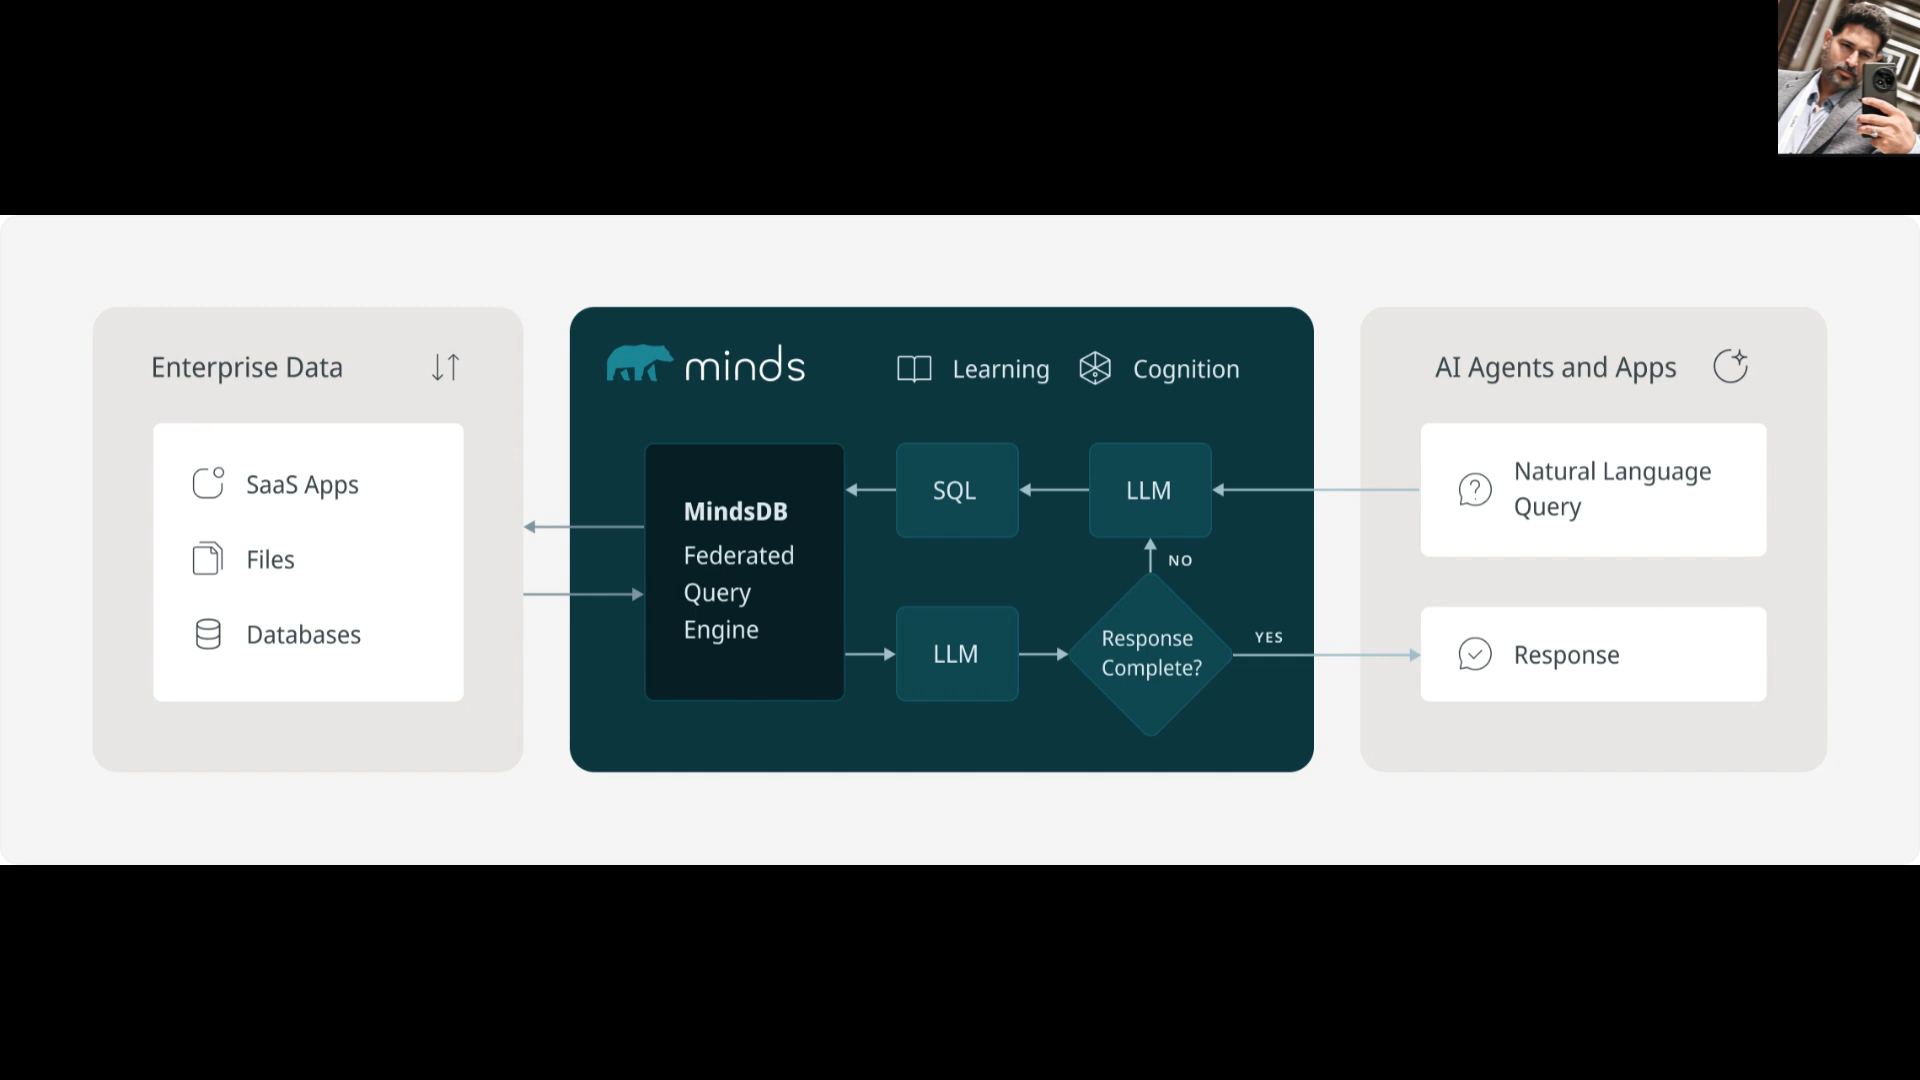 Enterprise Data
SaaS Apps
Files
Databases
minds
Learning
Cognition
MindsDB
Federated
Query
Engine
SQL
LLM
NO
LLM
Response
Complete?
YES
AI Agents and Apps
Natural Language
Query
Response